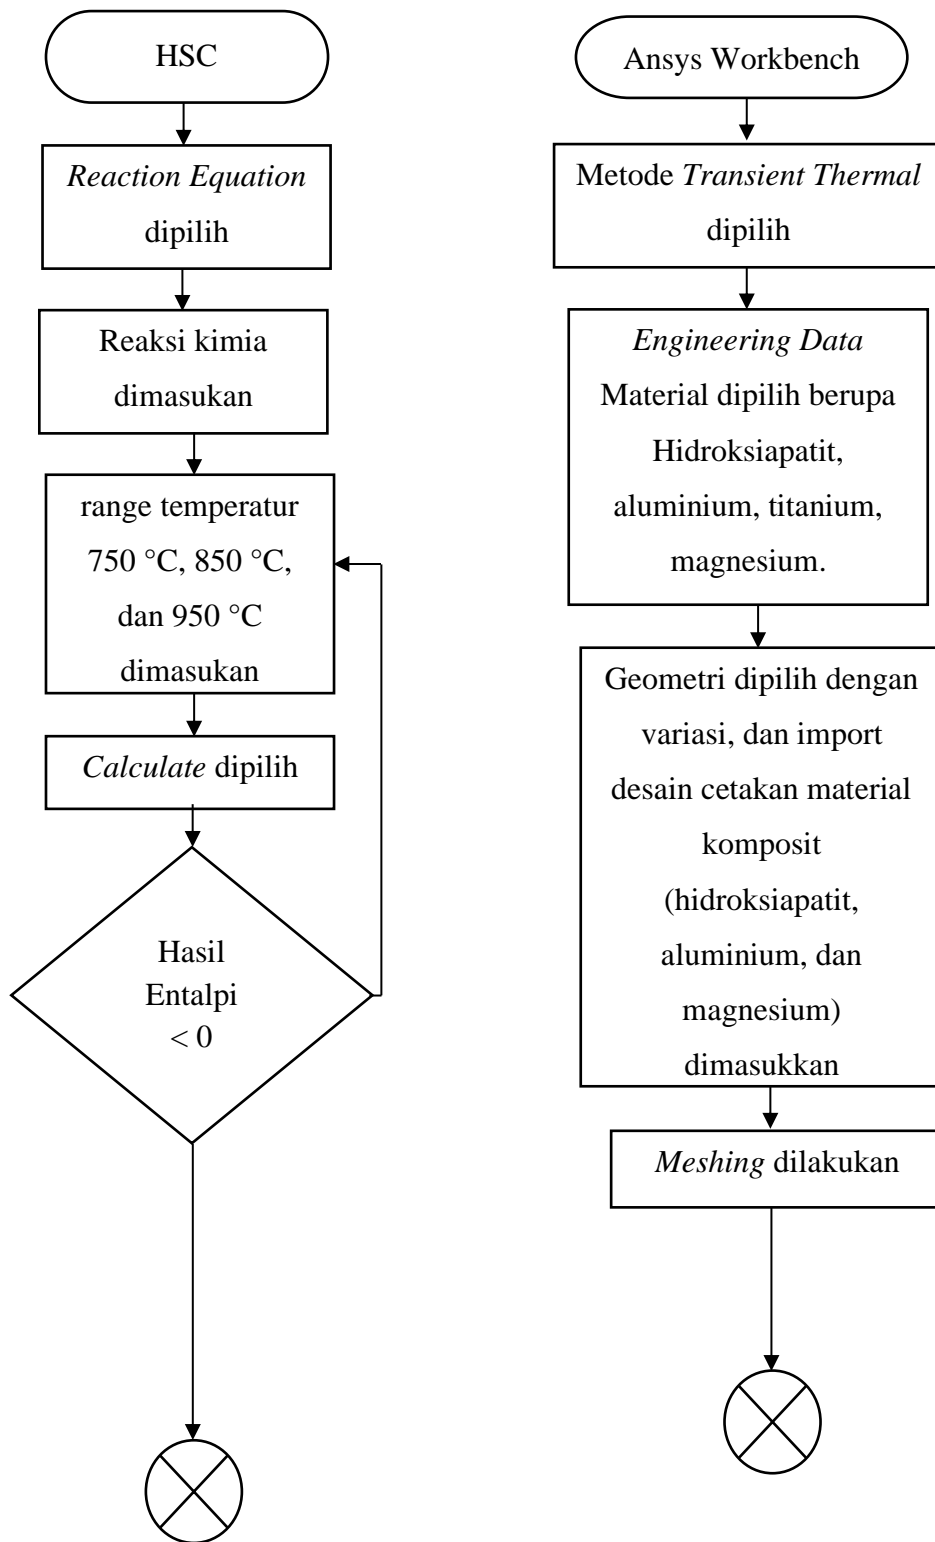 HSC
Reaction Equation
dipilih
Reaksi kimia
dimasukan
range temperatur
750 °C, 850 °C,
dan 950 °C
dimasukan
Calculate dipilih
Hasil
Entalpi
< 0
Ansys Workbench
Metode Transient Thermal
dipilih
Engineering Data
Material dipilih berupa
Hidroksiapatit,
aluminium, titanium,
magnesium.
Geometri dipilih dengan
variasi, dan import
desain cetakan material
komposit
(hidroksiapatit,
aluminium, dan
magnesium)
dimasukkan
Meshing dilakukan